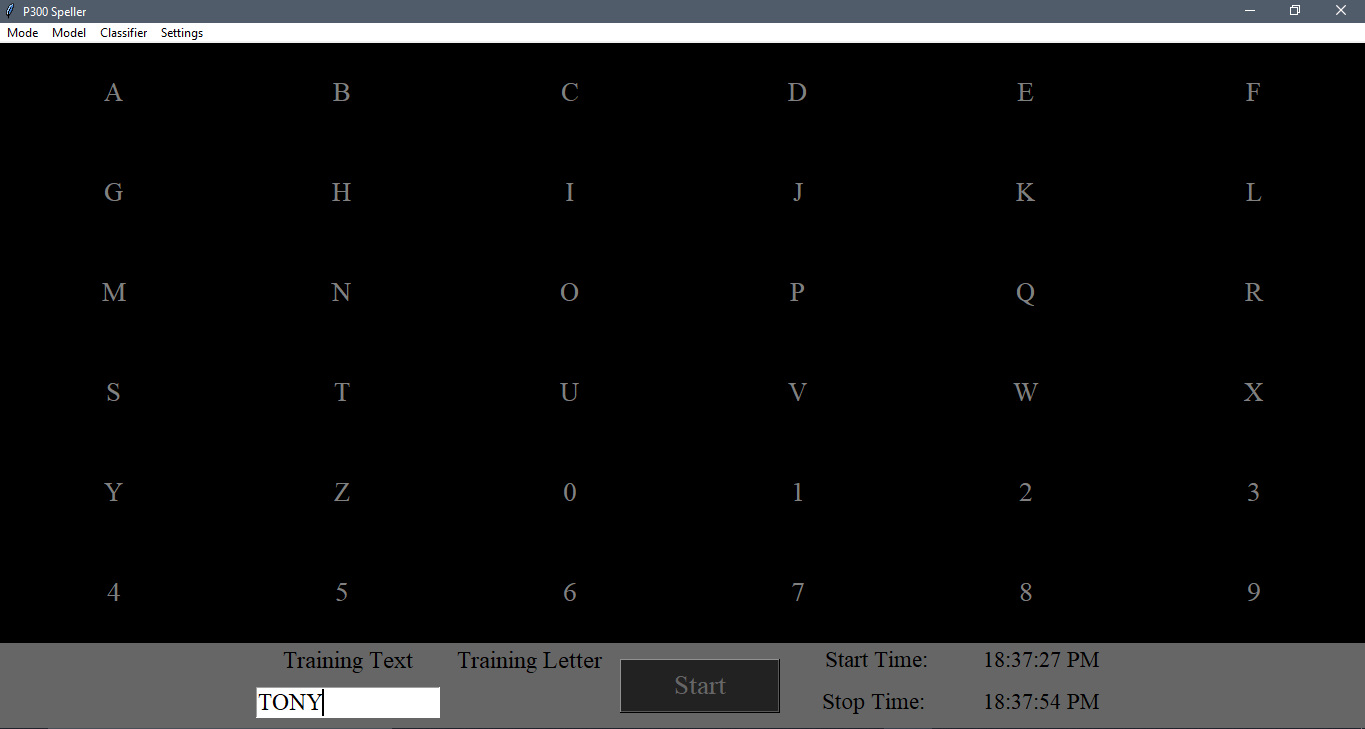 P300 Speller
Mode Model Classifier Settings
A B C D E F
G H I J K L
M N O P Q R
S T U V W X
Y Z 0 1 2 3
4 5 6 7 8 9
Training Text Training Letter Start Start Time: 18:37:27 PM
TONY Stop Time: 18:37:54 PM